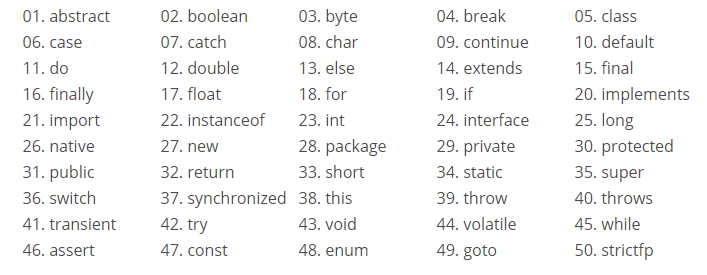 01. abstract 02. boolean 03. byte 04. break 05. class
06. case 07. catch 08. char 09. continue 10. default
11. do 12. double 13. else 14. extends 15. final
16. finally 17. float 18. for 19. if 20. implements
21. import 22. instanceof 23. int 24. interface 25. long
26. native 27. new 28. package 29. private 30. protected
31. public 32. return 33. short 34. static 35. super
36. switch 37. synchronized 38. this 39. throw 40. throws
41. transient 42. try 43. void 44. volatile 45. while
46. assert 47. const 48. enum 49. goto 50. strictfp